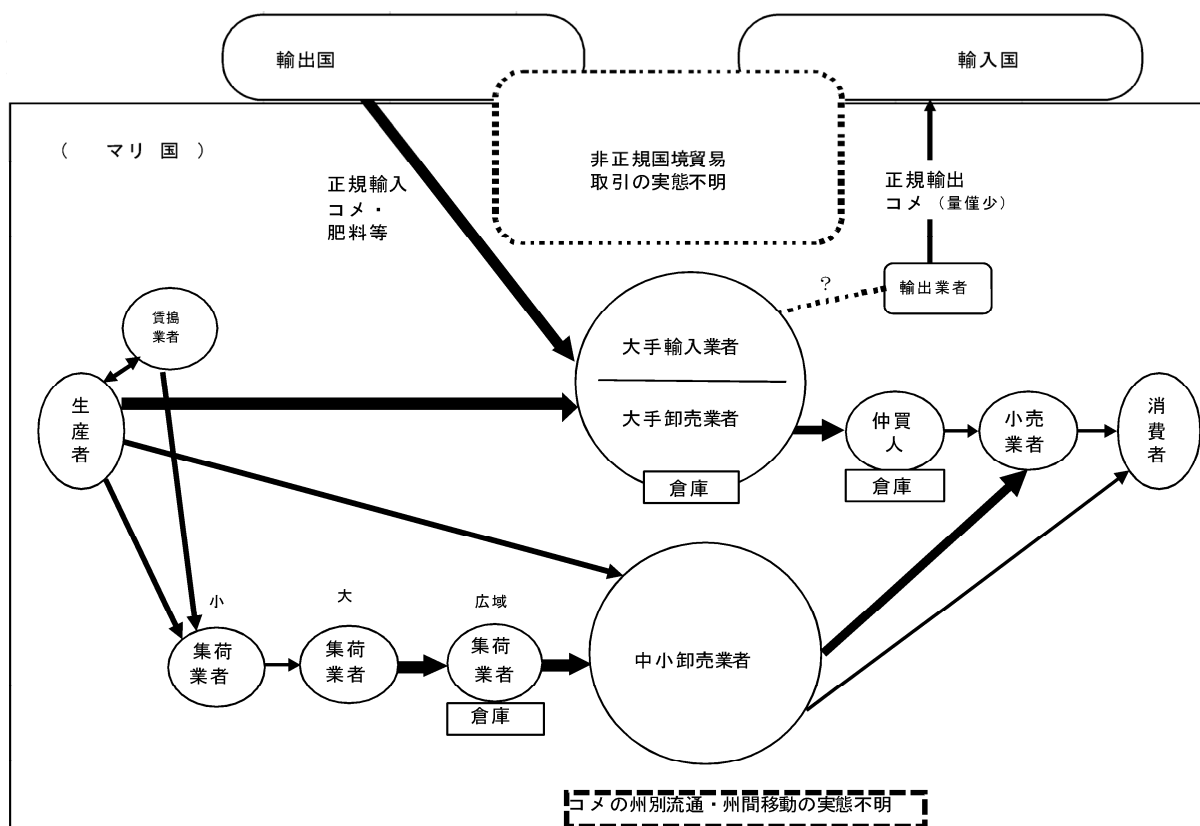 輸出国
輸入国
（　マリ 国 ）
非正規国境貿易
取引の実態不明
正規輸入
コメ・
肥料等
正規輸出
コメ（量僅少）
輸出業者
？
賃搗
業者
大手輸入業者
大手卸売業者
倉庫
生
産
者
仲買
人
倉庫
小売
業者
消
費
者
小
大
広域
集荷
業者
集荷
業者
集荷
業者
倉庫
中小卸売業者
コメの州別流通・州間移動の実態不明